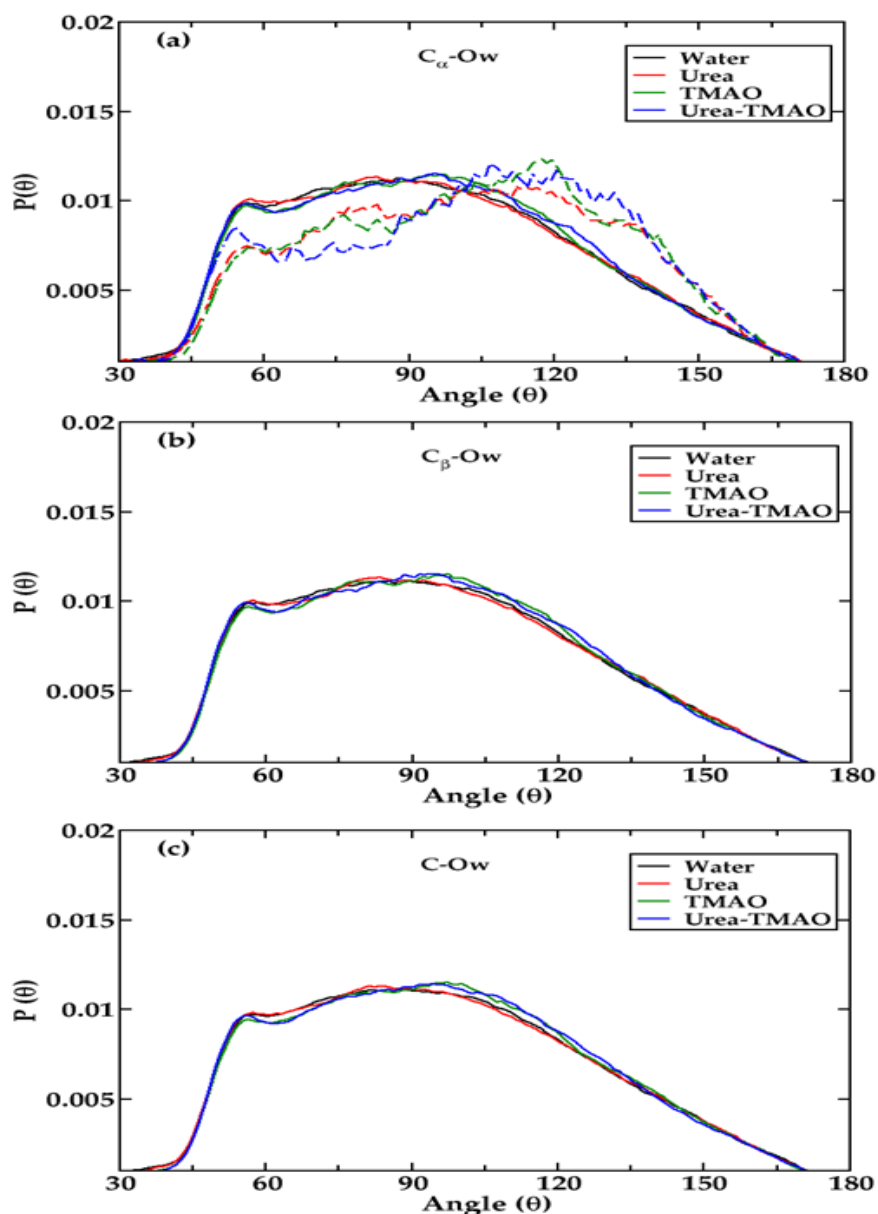 (a)
Cα-Ow
Water
Urea
TMAO
Urea-TMAO
0.02
0.015
0.01
0.005
P(θ)
30 60 90 120 150 180
Angle (θ)
(b)
Cβ-Ow
Water
Urea
TMAO
Urea-TMAO
0.02
0.015
0.01
0.005
P (θ)
30 60 90 120 150 180
Angle (θ)
(c)
C-Ow
Water
Urea
TMAO
Urea-TMAO
0.02
0.015
0.01
0.005
P (θ)
30 60 90 120 150 180
Angle (θ)